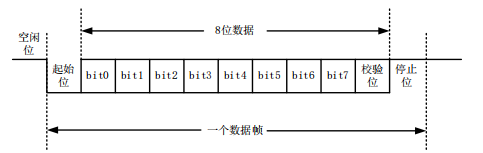 8位数据
空闲位
起始位
bit0
bit1
bit2
bit3
bit4
bit5
bit6
bit7
校验位
停止位
一个数据帧